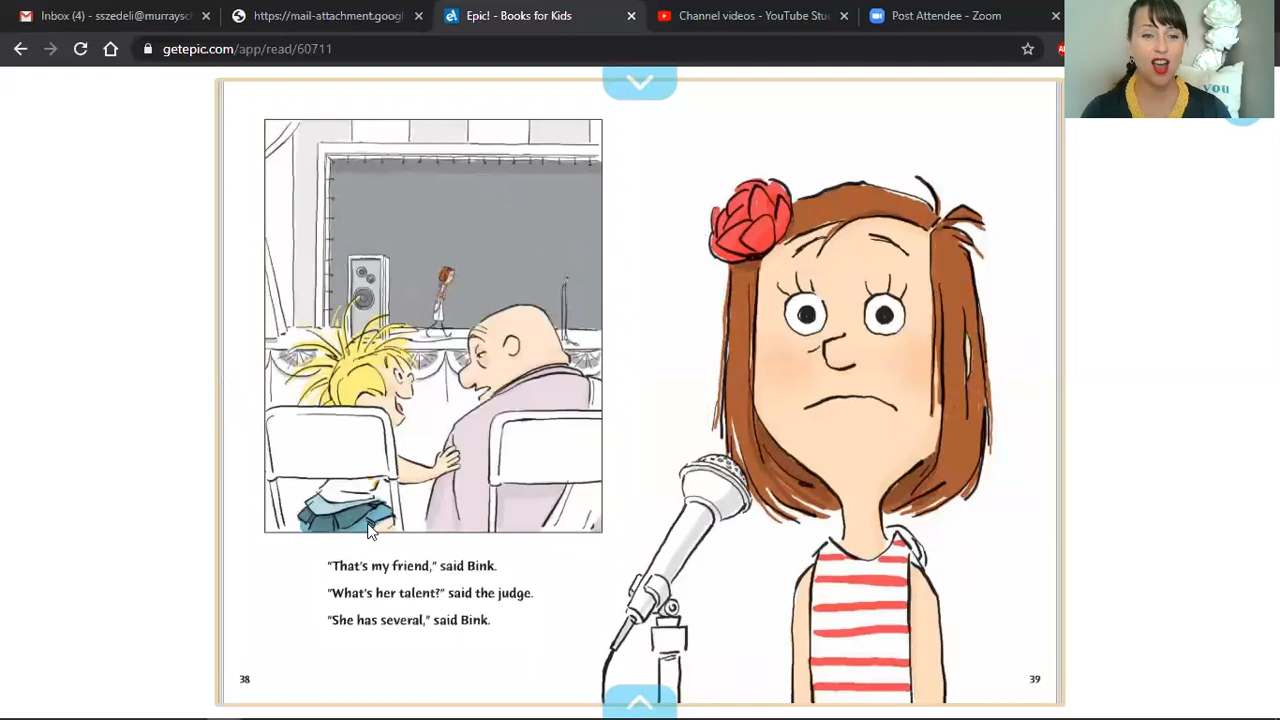 Inbox (4) - sszedeli@murraysch
https://mail-attachment.goog
Epic! - Books for Kids
Channel videos - YouTube Stu
Post Attendee - Zoom
getepic.com/app/read/60711
you
"That's my friend," said Bink.
"What's her talent?" said the judge.
"She has several," said Bink.
38
39